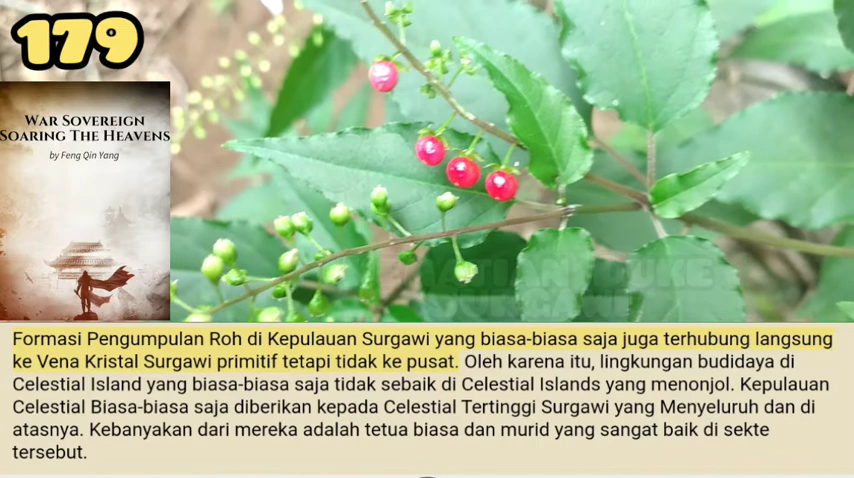 179
WAR SOVEREIGN
SOARING THE HEAVENS
by Feng Qin Yang
Formasi Pengumpulan Roh di Kepulauan Surgawi yang biasa-biasa saja juga terhubung langsung
ke Vena Kristal Surgawi primitif tetapi tidak ke pusat. Oleh karena itu, lingkungan budidaya di
Celestial Island yang biasa-biasa saja tidak sebaik di Celestial Islands yang menonjol. Kepulauan
Celestial Biasa-biasa saja diberikan kepada Celestial Tertinggi Surgawi yang Menyeluruh dan di
atasnya. Kebanyakan dari mereka adalah tetua biasa dan murid yang sangat baik di sekte
tersebut.